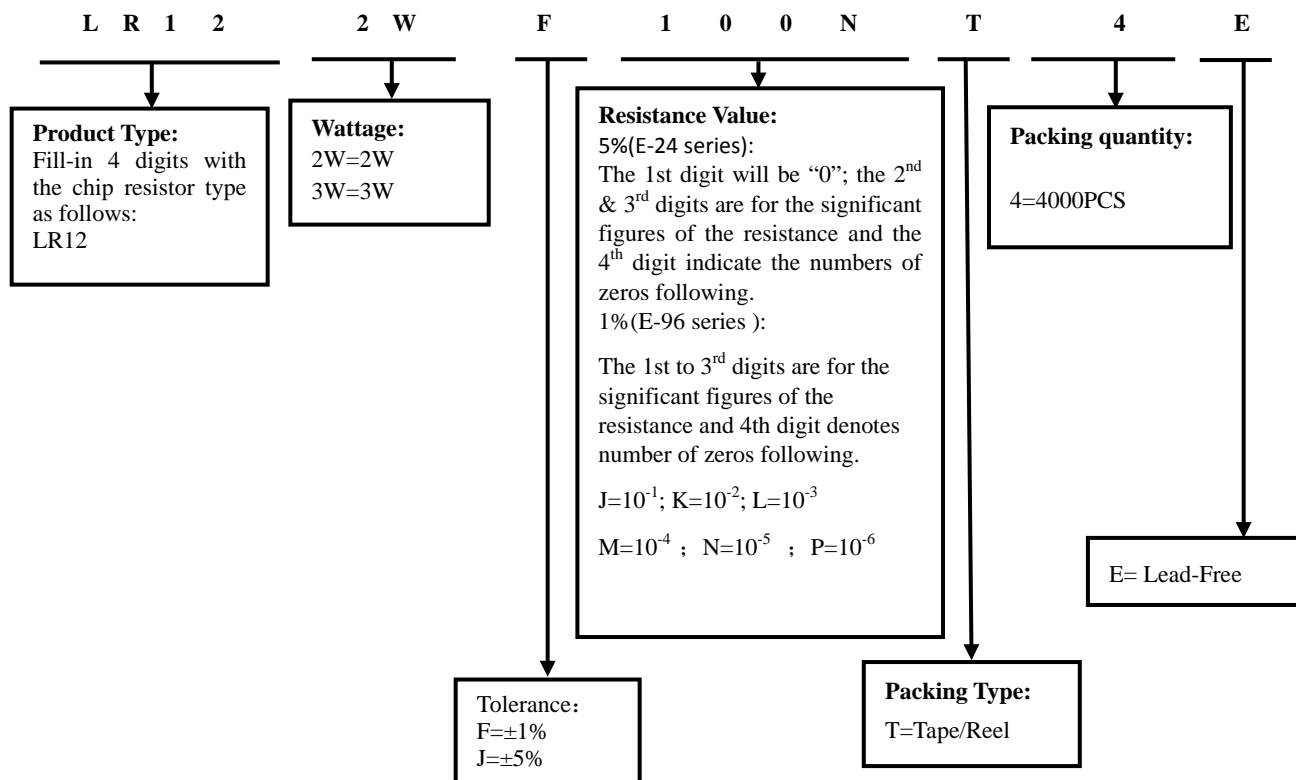 L R 1 2 2 W F 1 0 0 N T 4 E
Product Type:
Fill-in 4 digits with
the chip resistor type
as follows:
LR12
Wattage:
2W=2W
3W=3W
Resistance Value:
5%(E-24 series):
The 1st digit will be “0”; the 2nd
& 3rd digits are for the significant
figures of the resistance and the
4th digit indicate the numbers of
zeros following.
1%(E-96 series ):
The 1st to 3rd digits are for the
significant figures of the
resistance and 4th digit denotes
number of zeros following.
J=10-1; K=10-2; L=10-3
M=10-4 ； N=10-5 ；P=10-6
Packing quantity:
4=4000PCS
E= Lead-Free
Tolerance：
F=±1%
J=±5%
Packing Type:
T=Tape/Reel